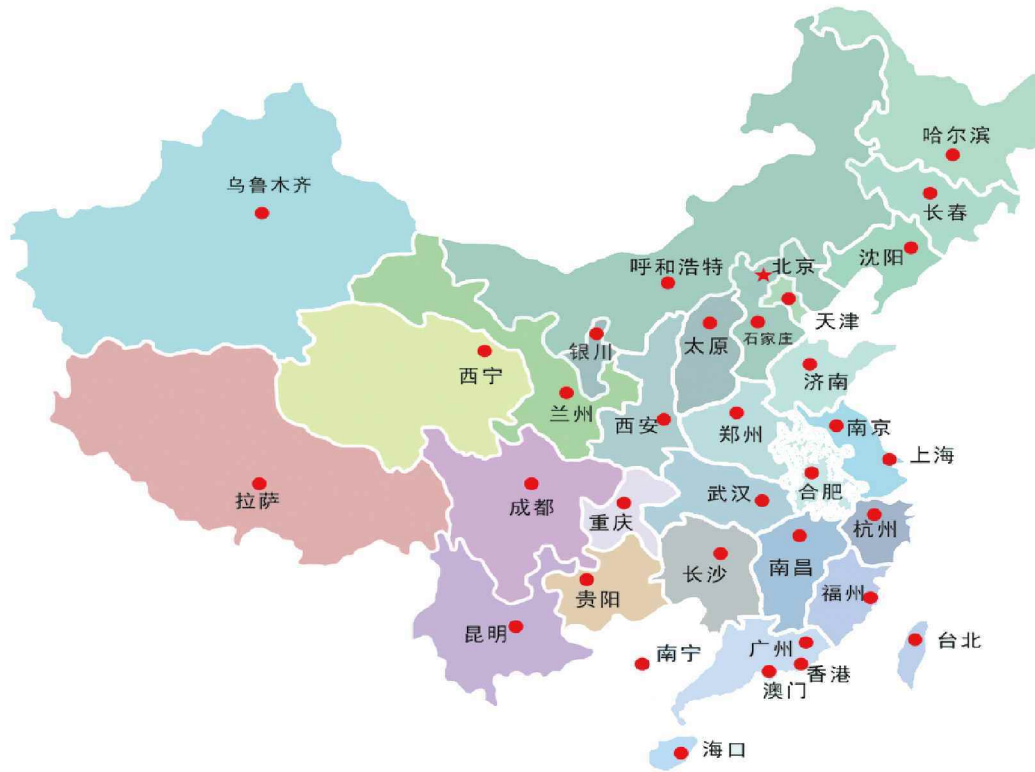 哈尔滨
乌鲁木齐
长春
沈阳
呼和浩特
北京
天津
石家庄
太原
银川
西宁
济南
兰州
西安
郑州
南京
上海
拉萨
成都
重庆
武汉
合肥
杭州
长沙
南昌
贵阳
福州
昆明
台北
广州
南宁
香港
澳门
海口